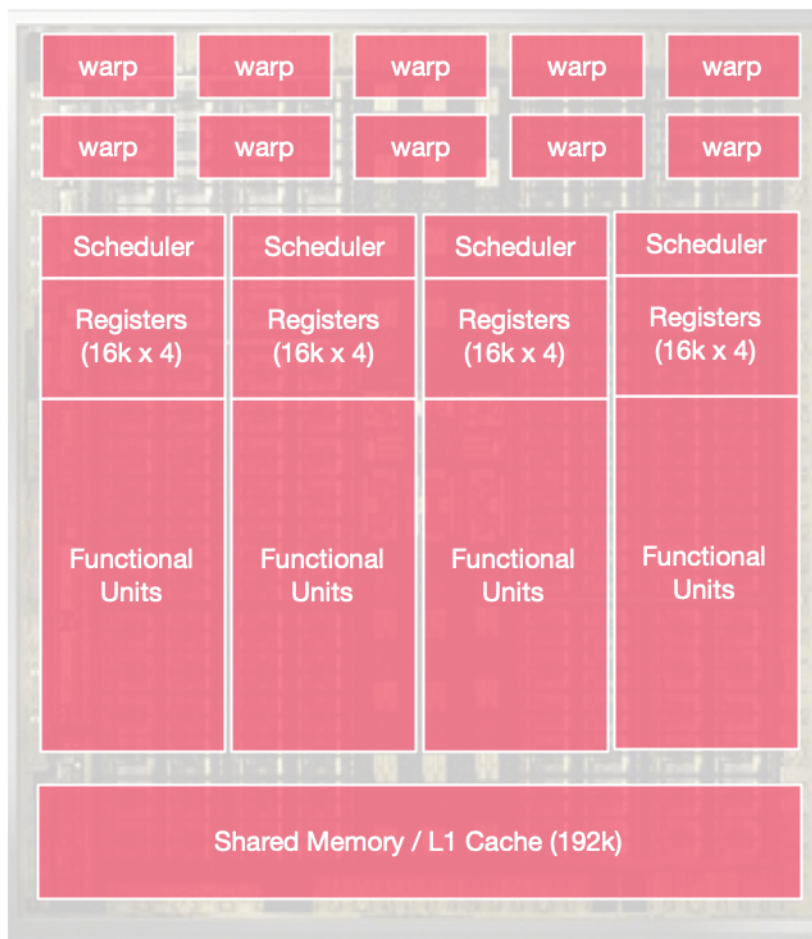 warp warp warp warp warp
warp warp warp warp warp
Scheduler Scheduler Scheduler Scheduler
Registers Registers Registers Registers
(16k x 4) (16k x 4) (16k x 4) (16k x 4)
Functional Functional Functional Functional
Units Units Units Units
Shared Memory / L1 Cache (192k)